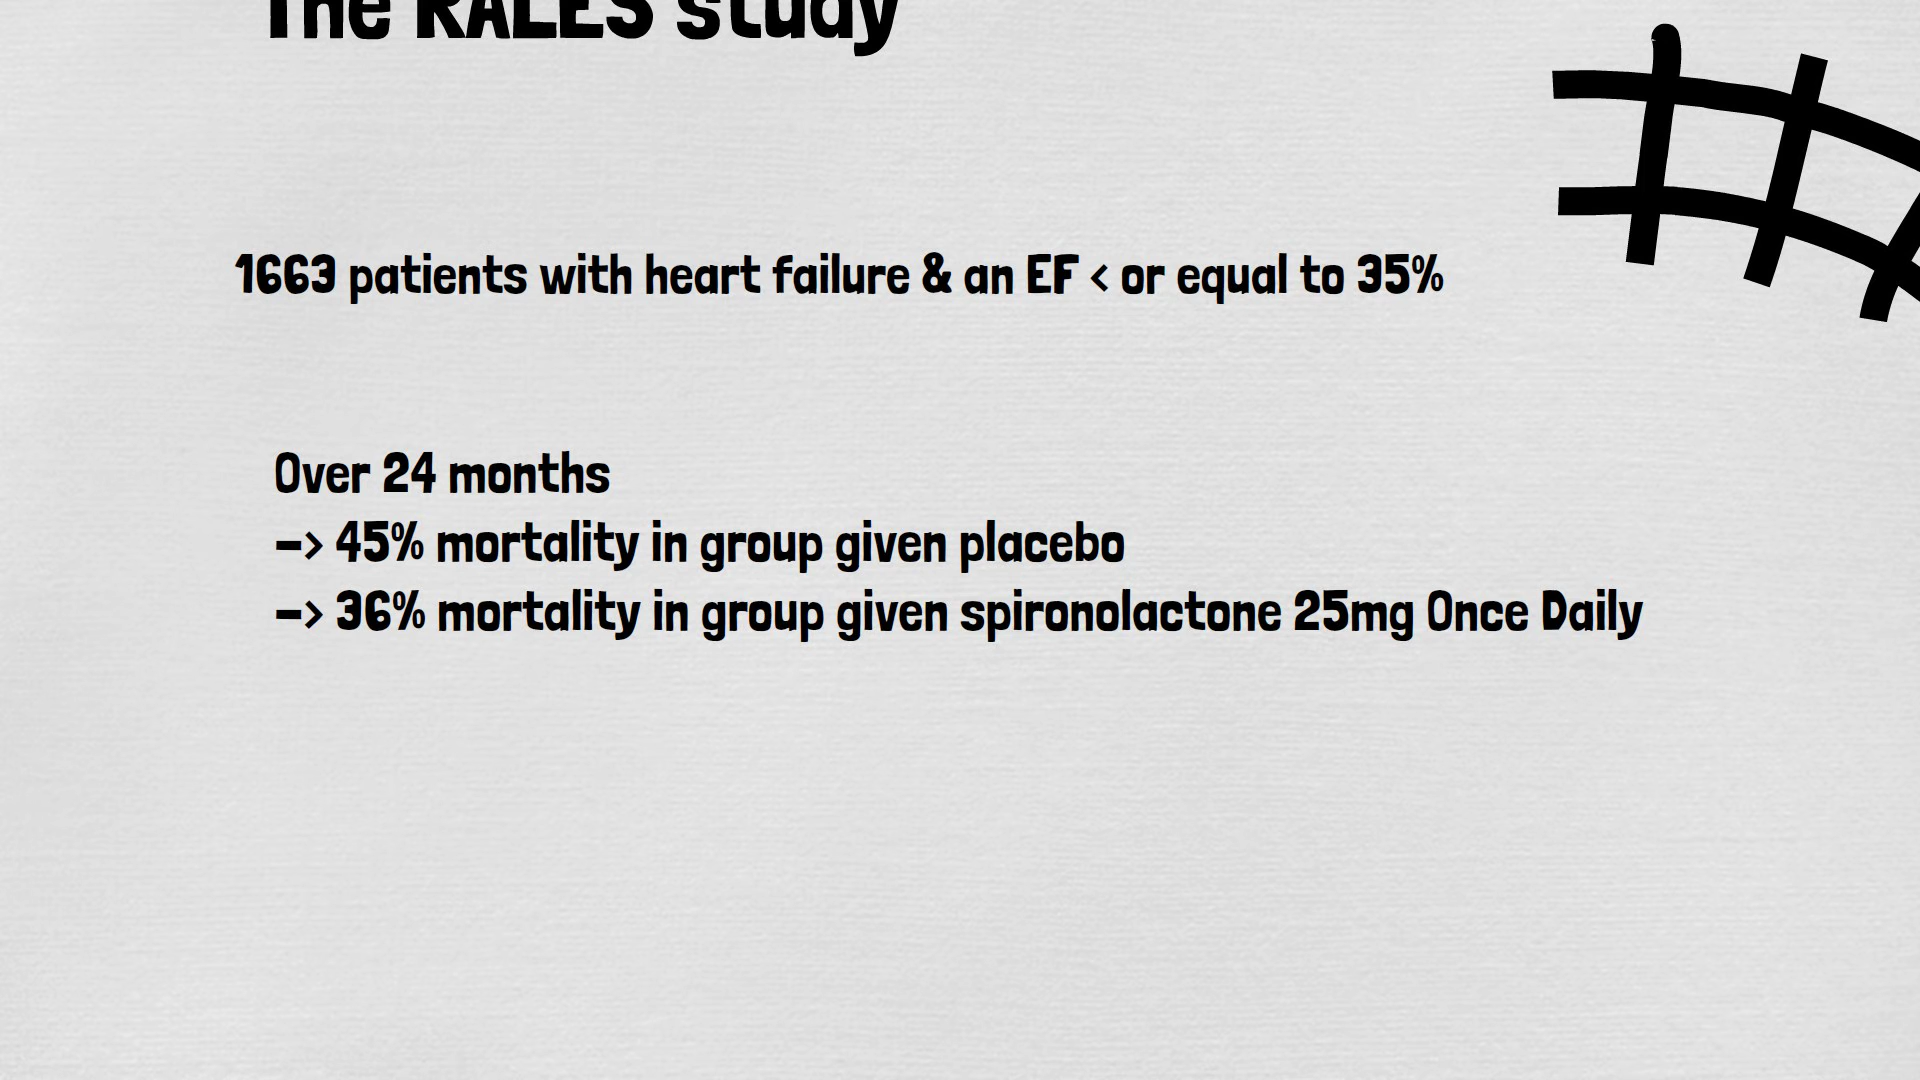 The RALES study
1663 patients with heart failure & an EF < or equal to 35%
Over 24 months
–> 45% mortality in group given placebo
–> 36% mortality in group given spironolactone 25mg Once Daily